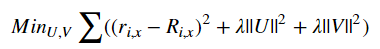 Min_{U,V} ∑((r_{i,x} − R_{i,x})² + λ‖U‖² + λ‖V‖²)